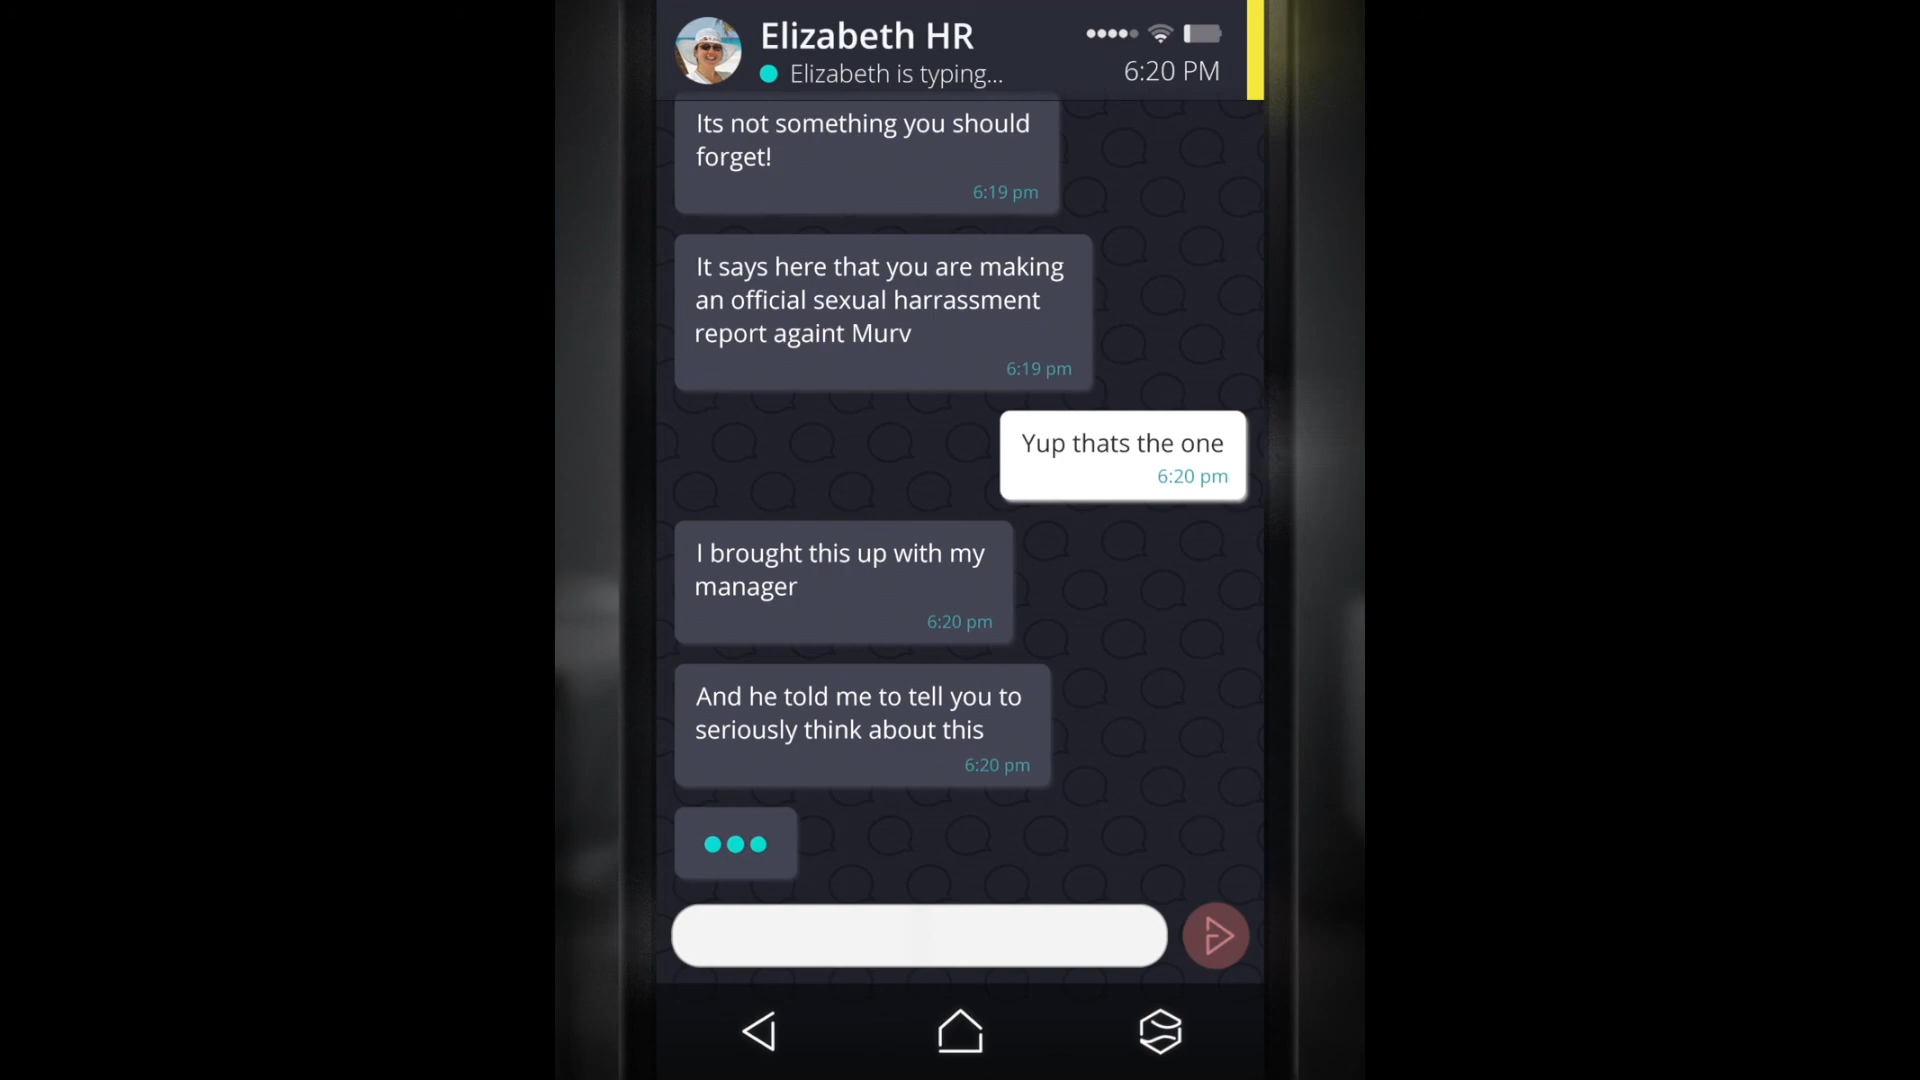 Elizabeth HR
Elizabeth is typing...
6:20 PM
Its not something you should
forget!
6:19 pm
It says here that you are making
an official sexual harrassment
report againt Murv
6:19 pm
Yup thats the one
6:20 pm
I brought this up with my
manager
6:20 pm
And he told me to tell you to
seriously think about this
6:20 pm